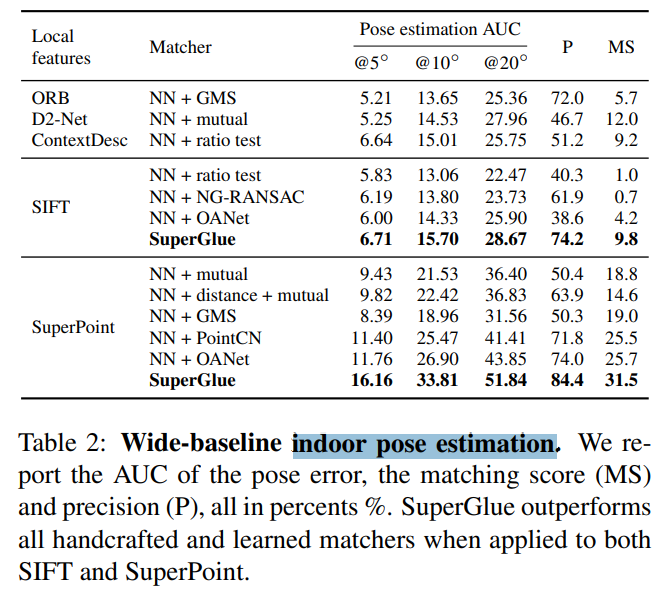 Local features Matcher Pose estimation AUC P MS
@5° @10° @20°
ORB NN + GMS 5.21 13.65 25.36 72.0 5.7
D2-Net NN + mutual 5.25 14.53 27.96 46.7 12.0
ContextDesc NN + ratio test 6.64 15.01 25.75 51.2 9.2
SIFT NN + ratio test 5.83 13.06 22.47 40.3 1.0
NN + NG-RANSAC 6.19 13.80 23.73 61.9 0.7
NN + OANet 6.00 14.33 25.90 38.6 4.2
SuperGlue 6.71 15.70 28.67 74.2 9.8
SuperPoint NN + mutual 9.43 21.53 36.40 50.4 18.8
NN + distance + mutual 9.82 22.42 36.83 63.9 14.6
NN + GMS 8.39 18.96 31.56 50.3 19.0
NN + PointCN 11.40 25.47 41.41 71.8 25.5
NN + OANet 11.76 26.90 43.85 74.0 25.7
SuperGlue 16.16 33.81 51.84 84.4 31.5
Table 2: Wide-baseline indoor pose estimation. We re-
port the AUC of the pose error, the matching score (MS)
and precision (P), all in percents %. SuperGlue outperforms
all handcrafted and learned matchers when applied to both
SIFT and SuperPoint.